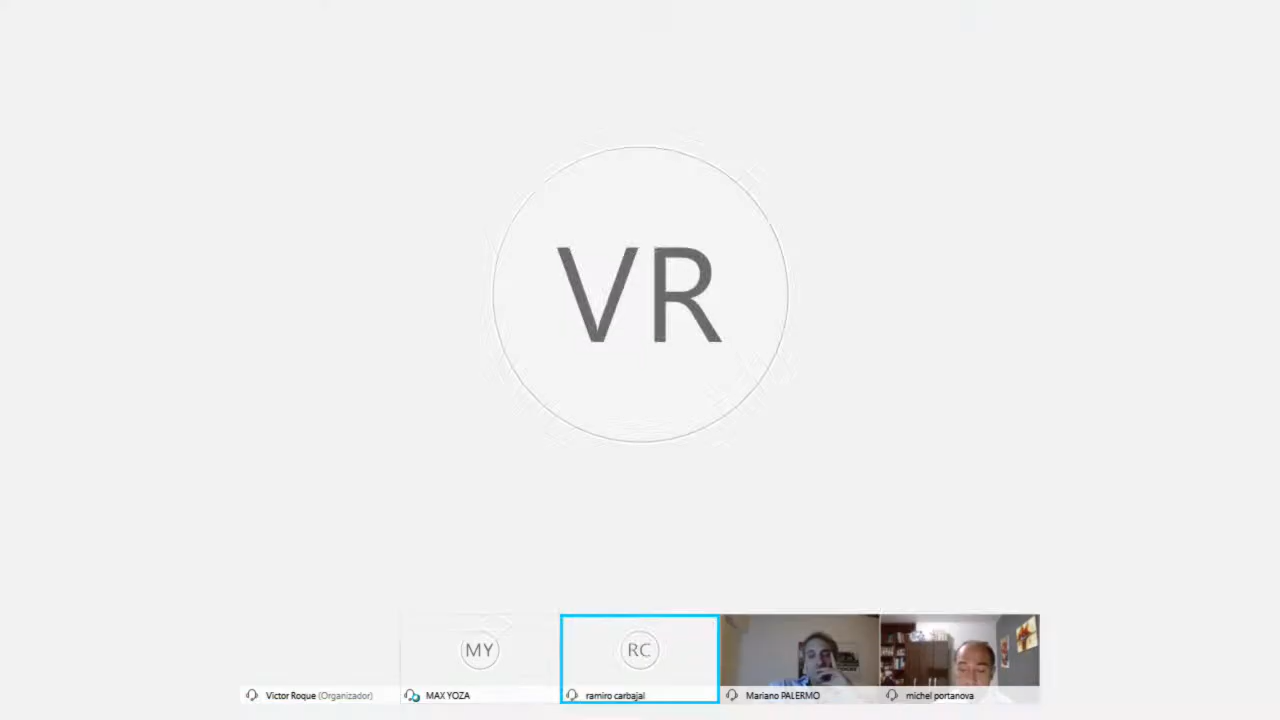 VR
MY
RC
Victor Roque (Organizador)
MAX YOZA
ramiro carbajal
Mariano PALERMO
michel portanova